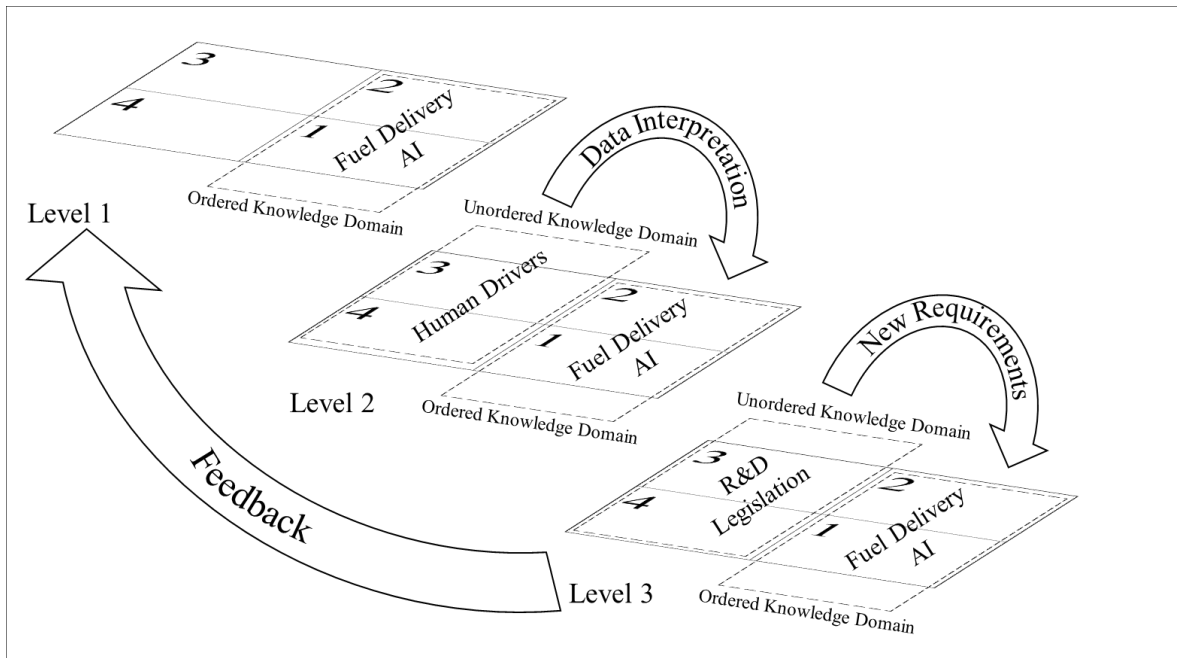 3
2
4
1
Fuel Delivery
AI
Ordered Knowledge Domain
Level 1
Data Interpretation
Unordered Knowledge Domain
3
Human Drivers
2
4
1
Fuel Delivery
AI
Level 2
Ordered Knowledge Domain
New Requirements
Unordered Knowledge Domain
3
R&D
Legislation
2
4
1
Fuel Delivery
AI
Level 3
Ordered Knowledge Domain
Feedback